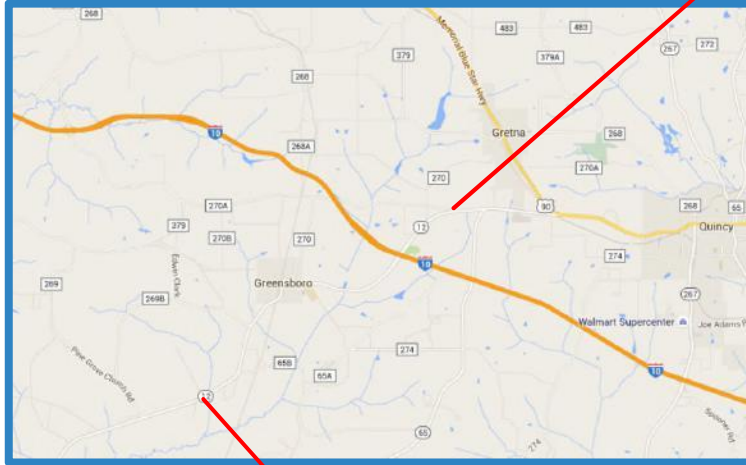 268
483
483
Memorial Blue Star Hwy
379
267
272
379A
268
10
Gretna
268
268A
270
270A
270A
90
268
65
279
12
Quincy
270B
270
274
10
Edwin Clark
Greensboro
269
269B
267
Walmart Supercenter
Joe Adams R
274
Pine Grove Church Rd
65B
65A
10
12
Spooner Rd
65
274